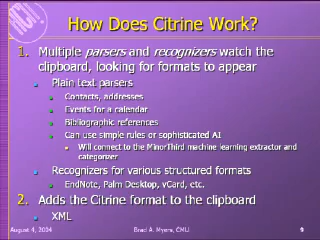 How Does Citrine Work?
1. Multiple parsers and recognizers watch the
clipboard, looking for formats to appear
Plain text parsers
Contacts, addresses
Events for a calendar
Bibliographic references
Can use simple rules or sophisticated AI
Will connect to the MinorThird machine learning extractor and
categorizer
Recognizers for various structured formats
EndNote, Palm Desktop, vCard, etc.
2. Adds the Citrine format to the clipboard
XML
August 4, 2004 Brad A. Myers, CMU 9